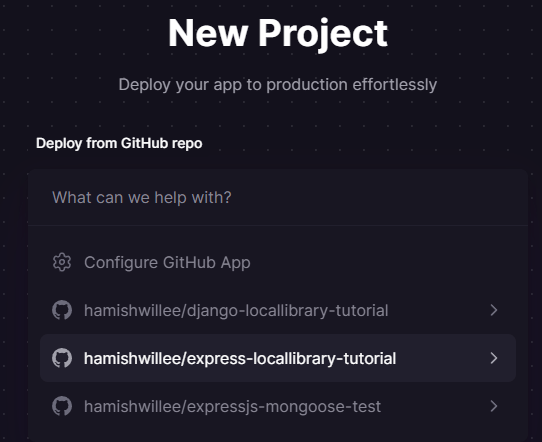 New Project
Deploy your app to production effortlessly
Deploy from GitHub repo
What can we help with?
Configure GitHub App
hamishwillee/django-locallibrary-tutorial
hamishwillee/express-locallibrary-tutorial
hamishwillee/expressjs-mongoose-test